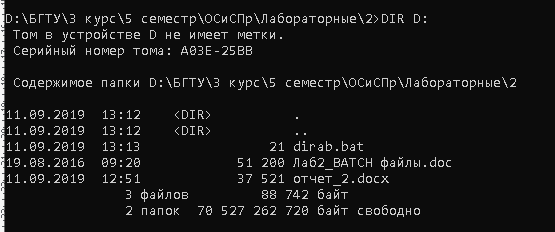 D:\БГТУ\3 курс\5 семестр\ОСиСПр\Лабораторные\2>DIR D:
Том в устройстве D не имеет метки.
Серийный номер тома: A03E-25BB
Содержимое папки D:\БГТУ\3 курс\5 семестр\ОСиСПр\Лабораторные\2
11.09.2019 13:12 <DIR> .
11.09.2019 13:12 <DIR> ..
11.09.2019 13:13 21 dirab.bat
19.08.2016 09:20 51 200 Лаб2_BATCH файлы.doc
11.09.2019 12:51 37 521 отчет_2.docx
3 файлов 88 742 байт
2 папок 70 527 262 720 байт свободно